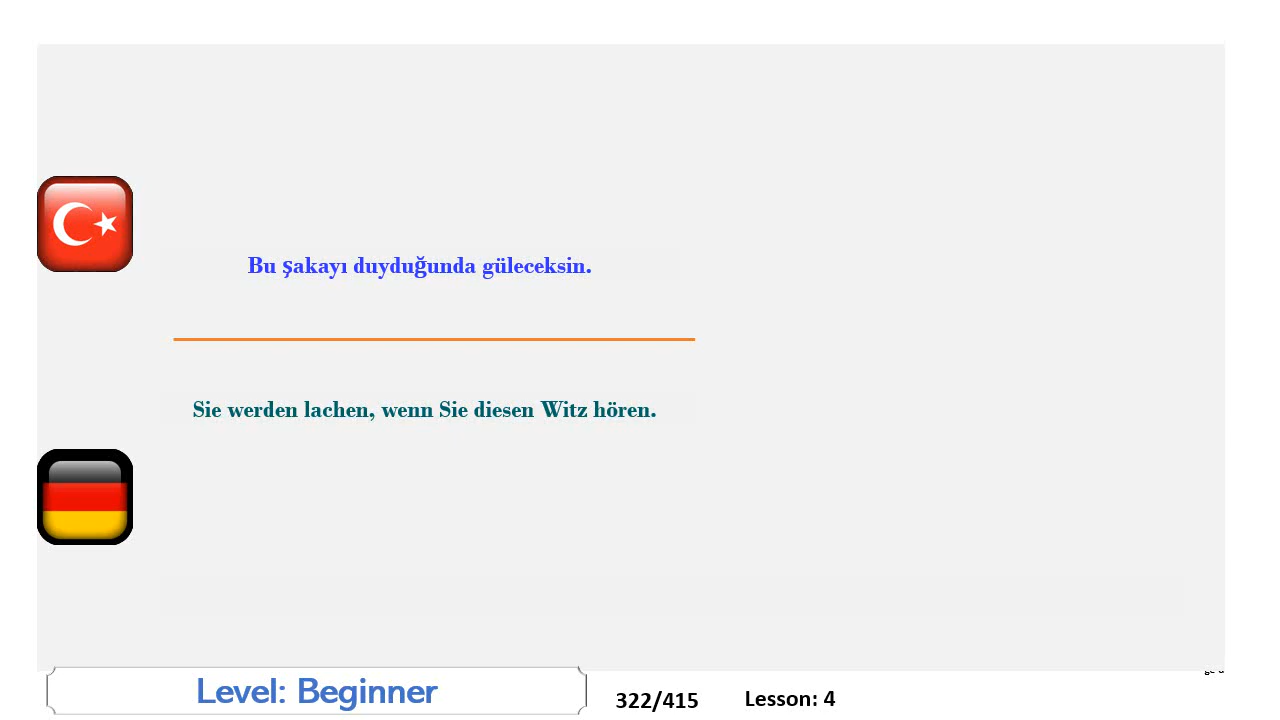 Bu şakayı duyduğunda güleceksin.
Sie werden lachen, wenn Sie diesen Witz hören.
Level: Beginner
322/415
Lesson: 4